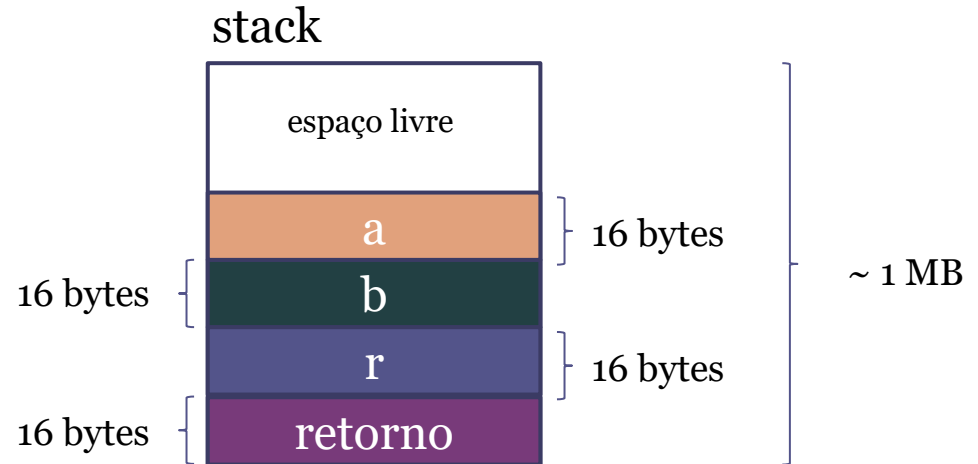 stack
espaço livre
a
16 bytes
~ 1 MB
16 bytes
b
r
16 bytes
16 bytes
retorno